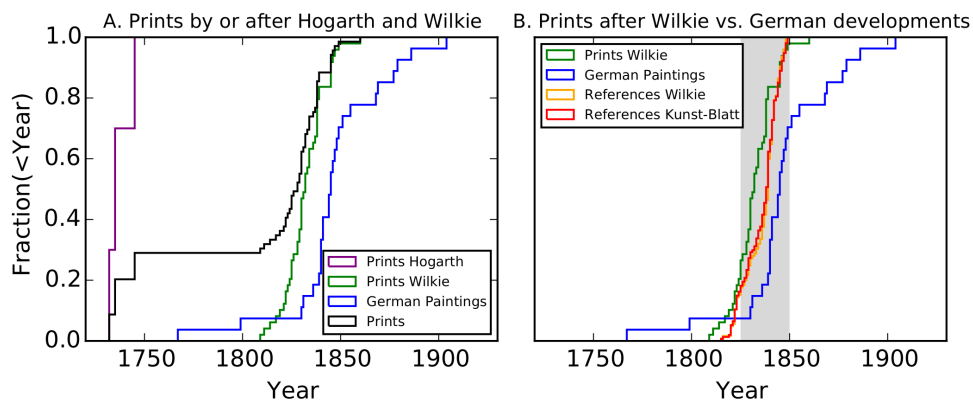 A. Prints by or after Hogarth and Wilkie
B. Prints after Wilkie vs. German developments
Fraction(<Year)
1.0
0.8
0.6
0.4
0.2
0.0
Prints Hogarth
Prints Wilkie
German Paintings
Prints
1750
1800
1850
1900
Year
Prints Wilkie
German Paintings
References Wilkie
References Kunst-Blatt
1750
1800
1850
1900
Year